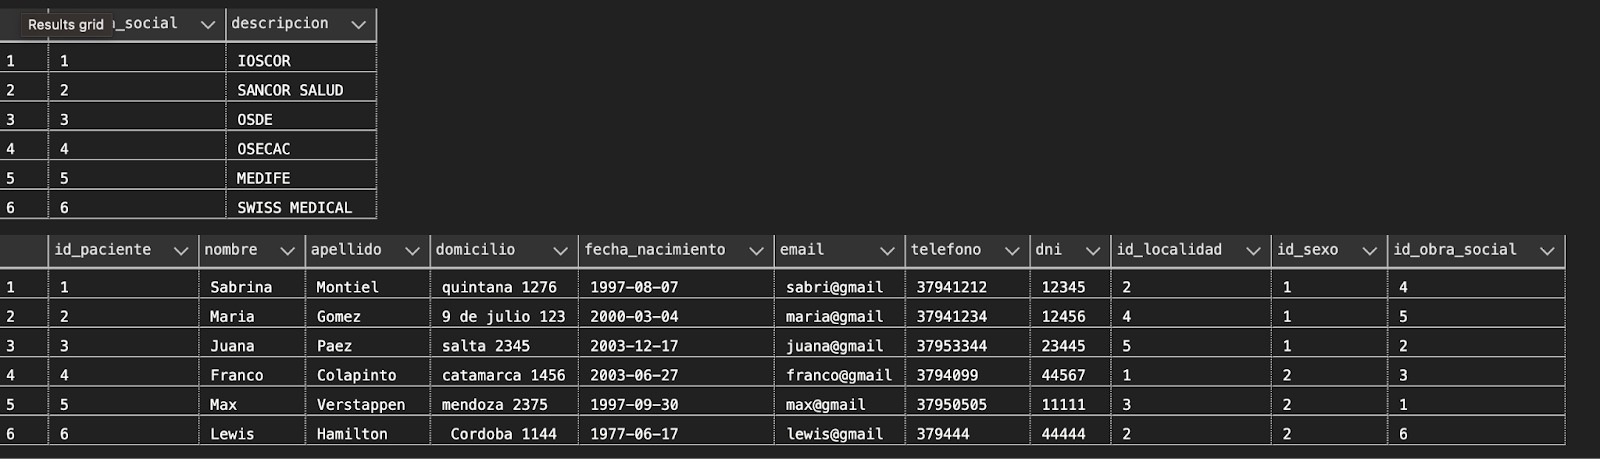 Results grid _social descripcion
1 1 IOSCOR
2 2 SANCOR SALUD
3 3 OSDE
4 4 OSECAC
5 5 MEDIFE
6 6 SWISS MEDICAL
id_paciente nombre apellido domicilio fecha_nacimiento email telefono dni id_localidad id_sexo id_obra_social
1 1 Sabrina Montiel quintana 1276 1997-08-07 sabri@gmail 37941212 12345 2 1 4
2 2 Maria Gomez 9 de julio 123 2000-03-04 maria@gmail 37941234 12456 4 1 5
3 3 Juana Paez salta 2345 2003-12-17 juana@gmail 37953344 23445 5 1 2
4 4 Franco Colapinto catamarca 1456 2003-06-27 franco@gmail 3794099 44567 1 2 3
5 5 Max Verstappen mendoza 2375 1997-09-30 max@gmail 37950505 11111 3 2 1
6 6 Lewis Hamilton Cordoba 1144 1977-06-17 lewis@gmail 379444 44444 2 2 6